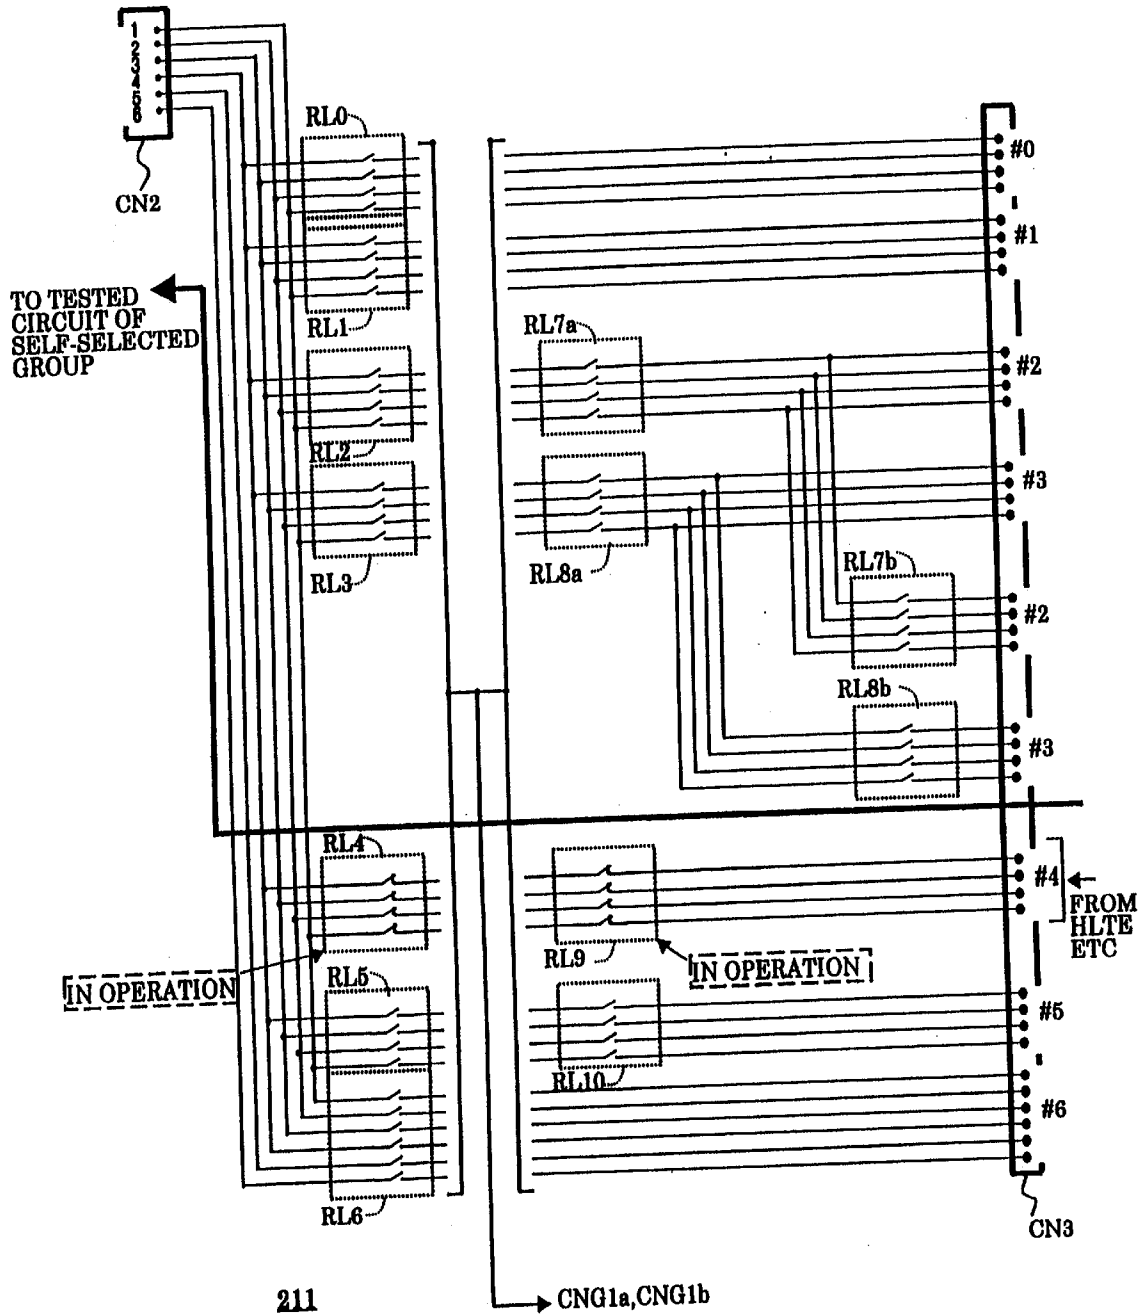 1
2
3
4
5
6
CN2
RL0
#0
#1
TO TESTED
CIRCUIT OF
SELF-SELECTED
GROUP
RL1
RL7a
#2
RL2
#3
RL3
RL8a
RL7b
#2
RL8b
#3
RL4
#4
FROM
HLTE
ETC
RL9
IN OPERATION
IN OPERATION
RL5
#5
RL10
#6
RL6
CN3
211
CNG1a,CNG1b